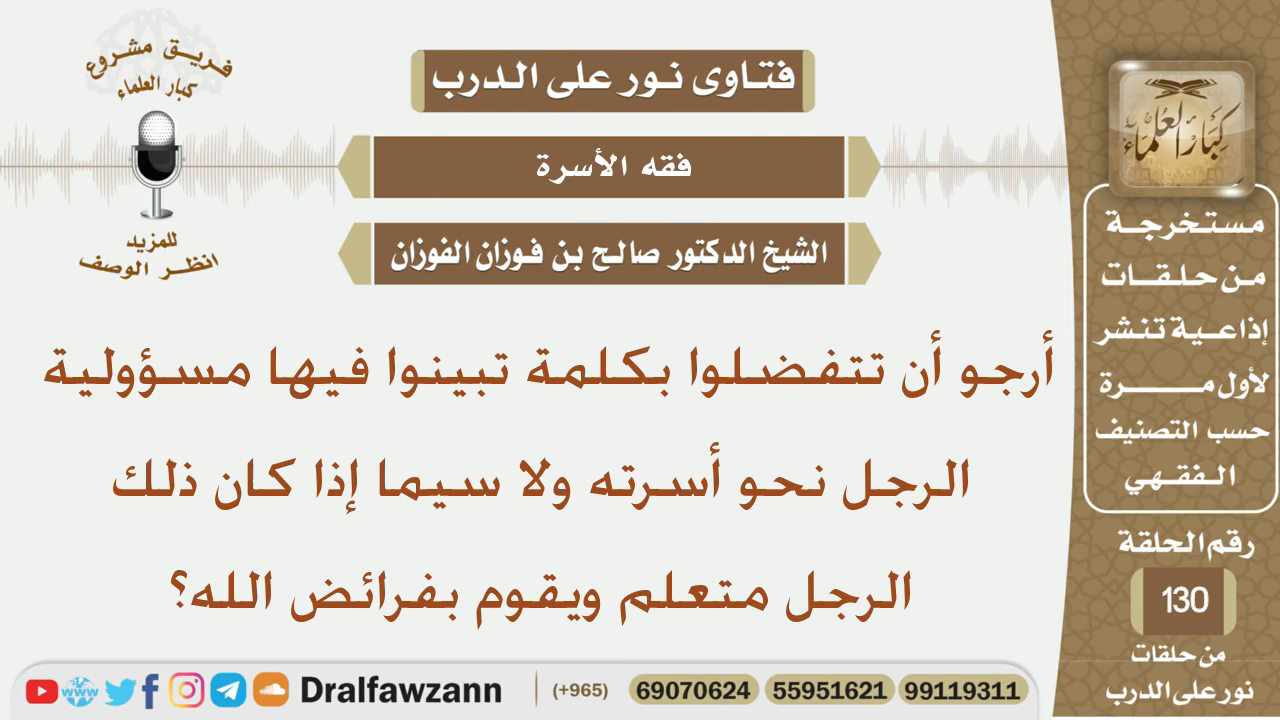 فريق مشروع
كبار العلماء
للمزيد
انظر الوصف
فتاوى نور على الدرب
فقه الأسرة
الشيخ الدكتور صالح بن فوزان الفوزان
أرجو أن تتفضلوا بكلمة تبينوا فيها مسؤولية
الرجل نحو أسرته ولا سيما إذا كان ذلك
الرجل متعلم ويقوم بفرائض الله؟
كبار العلماء
مستخرجة
من حلقات
إذاعية تنشر
لأول مرة
حسب التصنيف
الفقهي
رقم الحلقة
130
من حلقات
نور على الدرب
www Dralfawzann (+965) 69070624 55951621 99119311